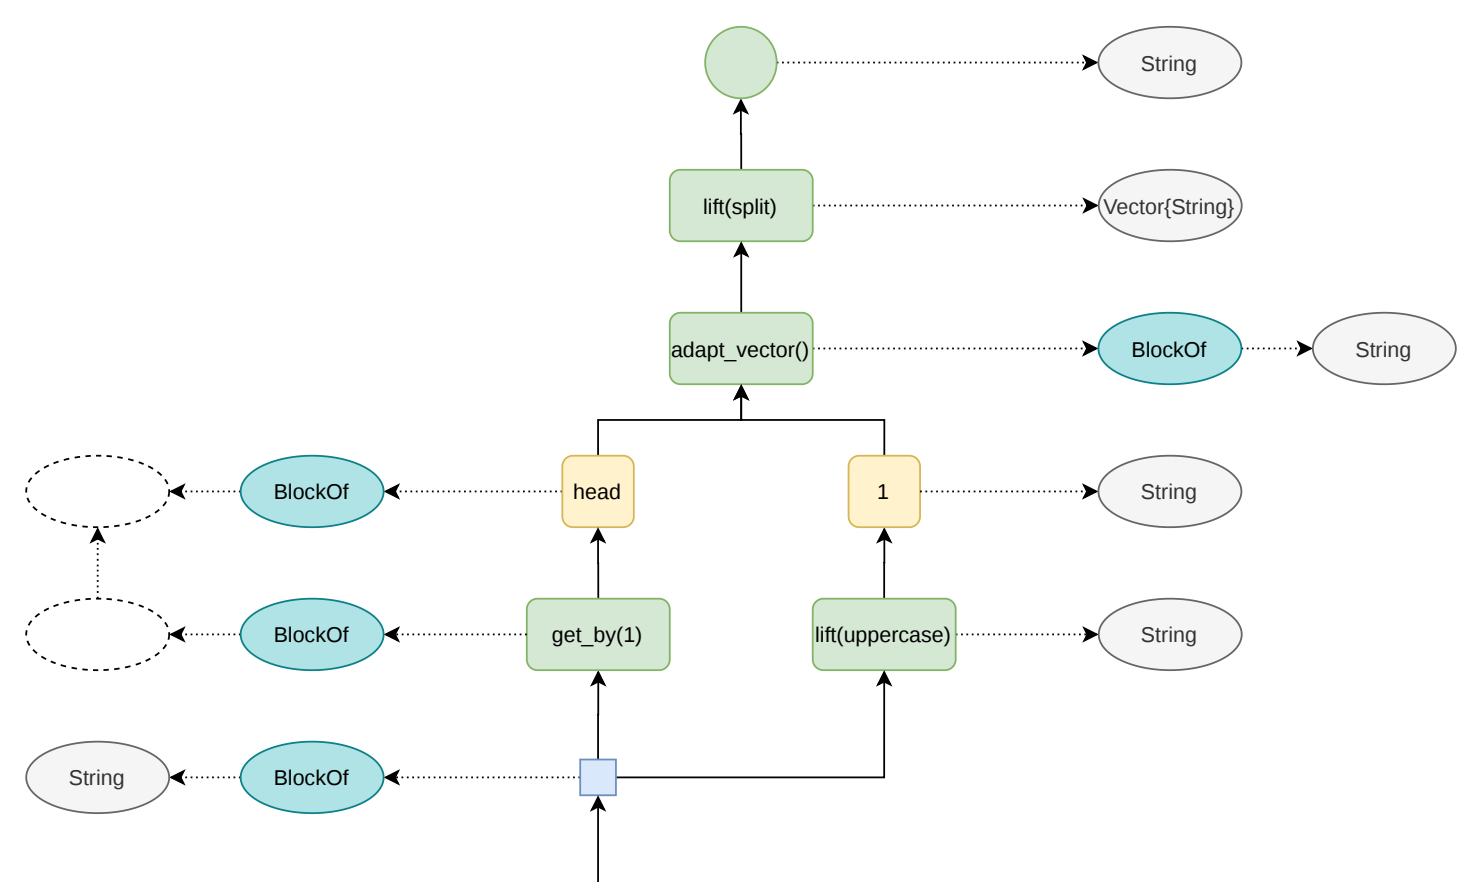 String
lift(split)
Vector{String}
adapt_vector()
BlockOf
String
BlockOf
head
1
String
BlockOf
get_by(1)
lift(uppercase)
String
String
BlockOf